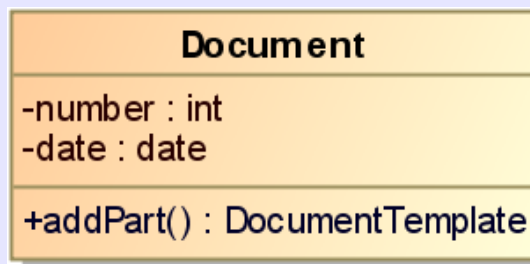 Document
-number : int
-date : date
+addPart() : DocumentTemplate